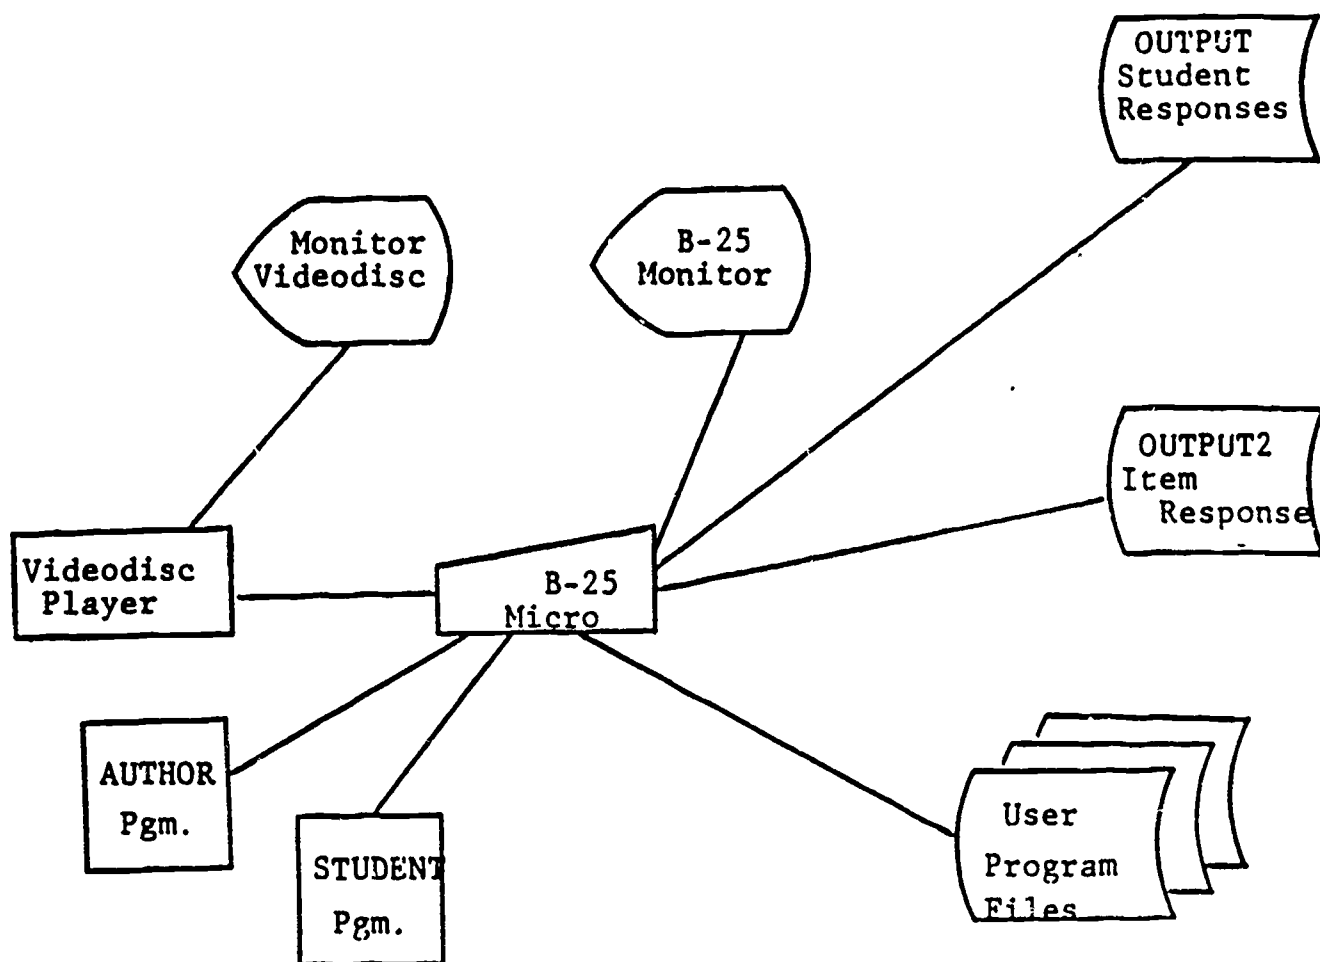 OUTPUT
Student
Responses
Monitor
Videodisc
B-25
Monitor
OUTPUT2
Item
Response
Videodisc
Player
B-25
Micro
AUTHOR
Pgm.
STUDENT
Pgm.
User
Program
Files